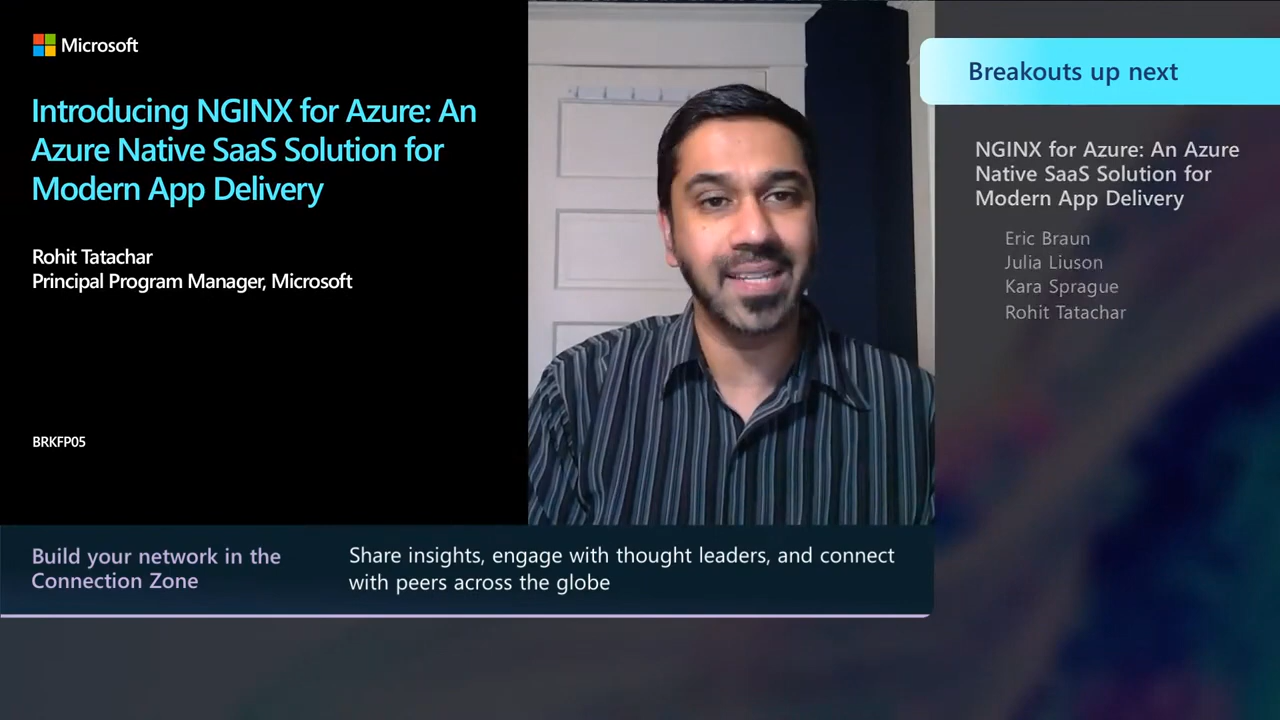 Microsoft
Introducing NGINX for Azure: An
Azure Native SaaS Solution for
Modern App Delivery
Rohit Tatachar
Principal Program Manager, Microsoft
BRKFP05
Breakouts up next
NGINX for Azure: An Azure
Native SaaS Solution for
Modern App Delivery
Eric Braun
Julia Liuson
Kara Sprague
Rohit Tatachar
Build your network in the
Connection Zone
Share insights, engage with thought leaders, and connect
with peers across the globe